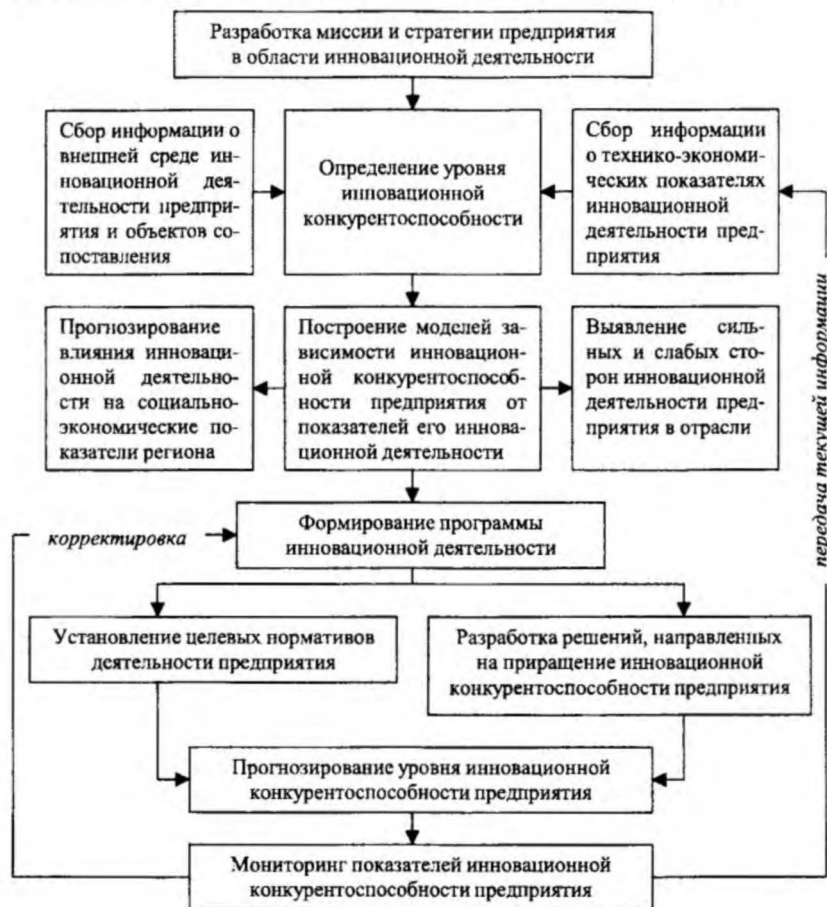 Разработка миссии и стратегии предприятия
в области инновационной деятельности
Сбор информации о
внешней среде ин-
новационной дея-
тельности предпри-
ятия и объектов со-
поставления
Определение уровня
инновационной
конкурентоспособности
Сбор информации
о технико-экономи-
ческих показателях
инновационной
деятельности пред-
приятия
Прогнозирование
влияния инноваци-
онной деятельно-
сти на социально-
экономические по-
казатели региона
Построение моделей за-
висимости инновацион-
ной конкурентоспособ-
ности предприятия от
показателей его иннова-
ционной деятельности
Выявление силь-
ных и слабых сто-
рон инновационной
деятельности пред-
приятия в отрасли
передача текущей информации
Формирование программы
инновационной деятельности
корректировка
Установление целевых нормативов
деятельности предприятия
Разработка решений, направленных
на приращение инновационной
конкурентоспособности предприятия
Прогнозирование уровня инновационной
конкурентоспособности предприятия
Мониторинг показателей инновационной
конкурентоспособности предприятия